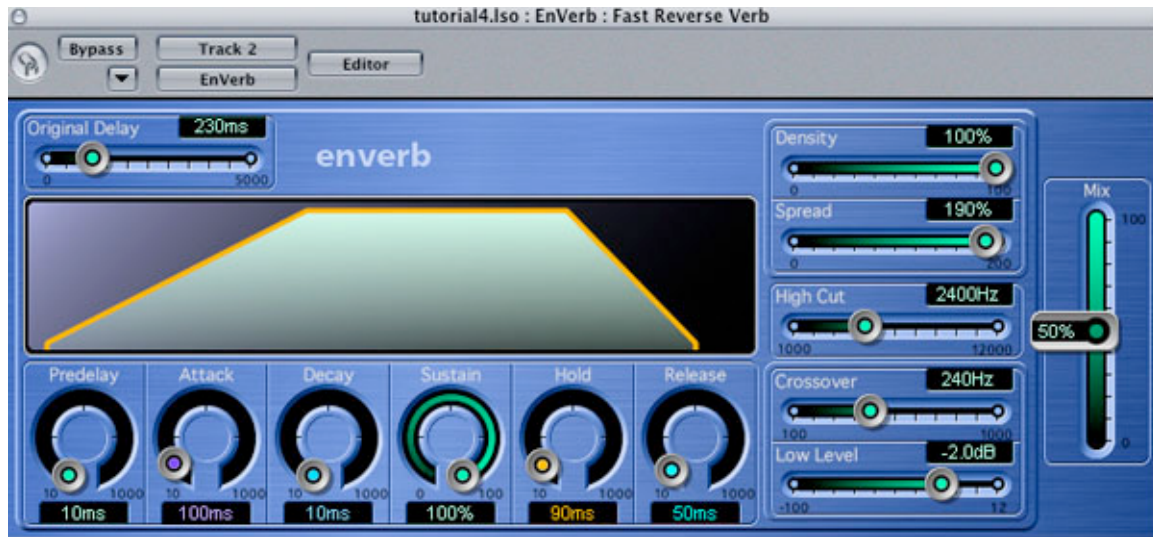 tutorial4.lso : EnVerb : Fast Reverse Verb
Bypass
Track 2
EnVerb
Editor
Original Delay
230ms
0
5000
enverb
Predelay
10
1000
10ms
Attack
10
1000
100ms
Decay
10
1000
10ms
Sustain
0
100
100%
Hold
10
1000
90ms
Release
10
1000
50ms
Density
100%
0
100
Spread
190%
0
200
High Cut
2400Hz
1000
12000
Crossover
240Hz
100
1000
Low Level
-2.0dB
-100
12
Mix
100
50%
0